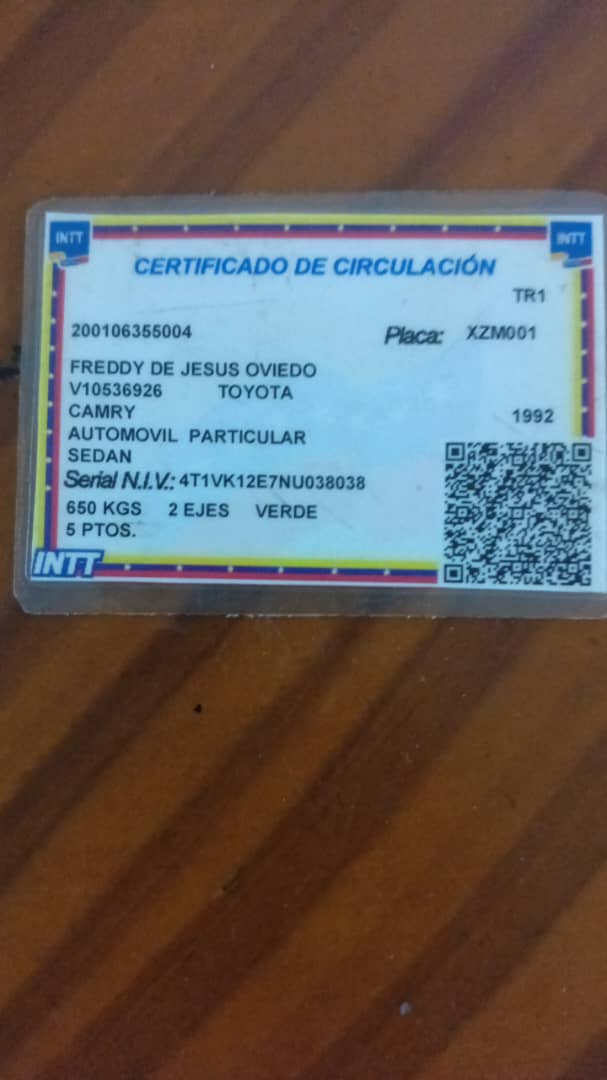 INTT INTT
CERTIFICADO DE CIRCULACIÓN
TR1
200106355004 Placa: XZM001
FREDDY DE JESUS OVIEDO
V10536926 TOYOTA
CAMRY 1992
AUTOMOVIL PARTICULAR
SEDAN
Serial N.I.V.: 4T1VK12E7NU038038
650 KGS 2 EJES VERDE
5 PTOS.
INTT